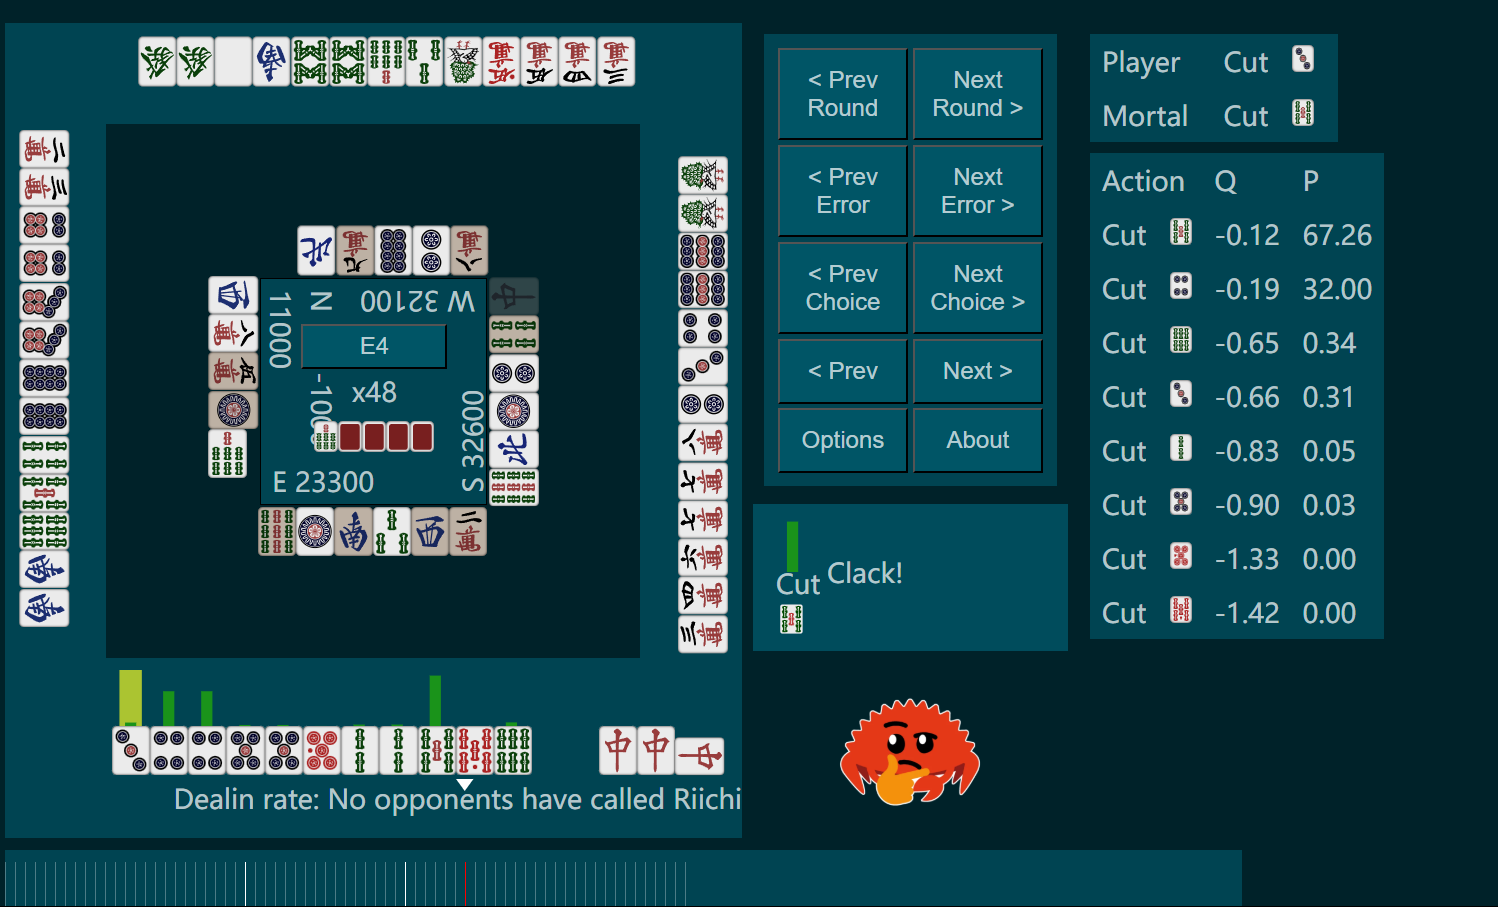 11000
N
W 32100
E4
x48
-1000
S 32600
E 23300
Dealin rate: No opponents have called Riichi
< Prev
Round
Next
Round >
< Prev
Error
Next
Error >
< Prev
Choice
Next
Choice >
< Prev
Next >
Options
About
Cut
Clack!
Player Cut
Mortal Cut
Action Q P
Cut -0.12 67.26
Cut -0.19 32.00
Cut -0.65 0.34
Cut -0.66 0.31
Cut -0.83 0.05
Cut -0.90 0.03
Cut -1.33 0.00
Cut -1.42 0.00